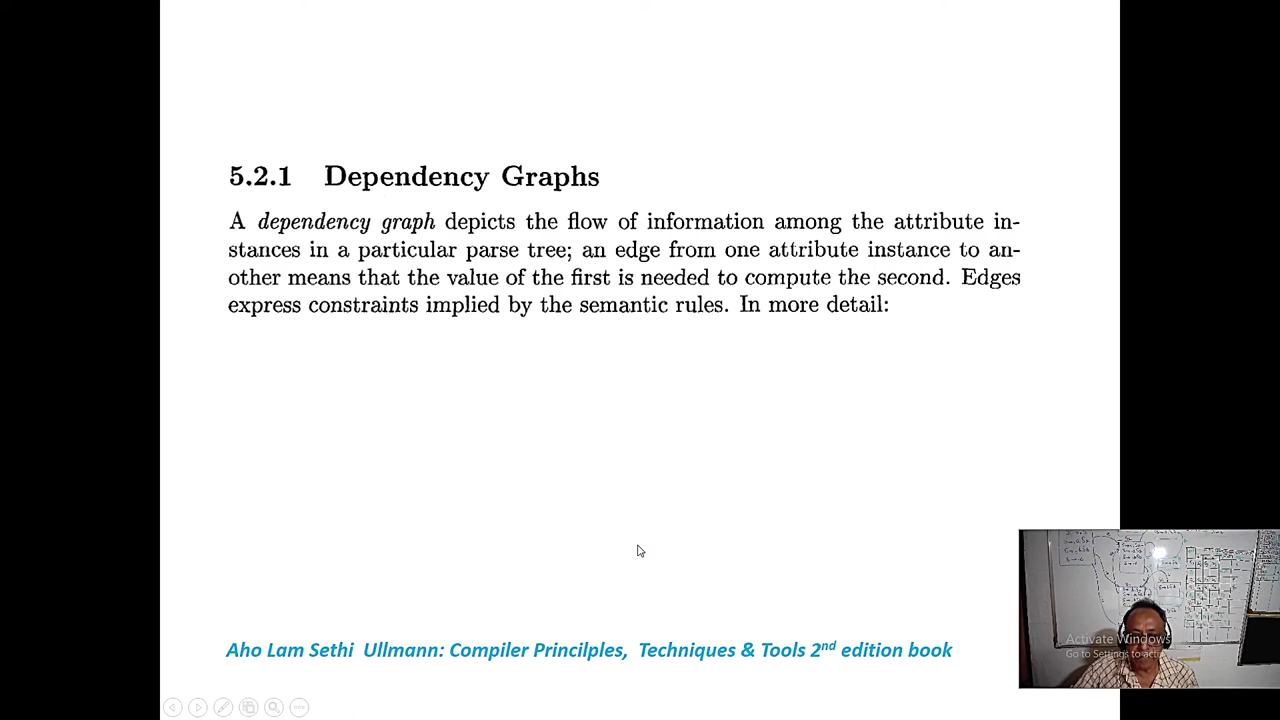 5.2.1 Dependency Graphs
A dependency graph depicts the flow of information among the attribute in-
stances in a particular parse tree; an edge from one attribute instance to an-
other means that the value of the first is needed to compute the second. Edges
express constraints implied by the semantic rules. In more detail:
Activate Windows
Aho Lam Sethi Ullmann: Compiler Princilples, Techniques & Tools 2nd edition book